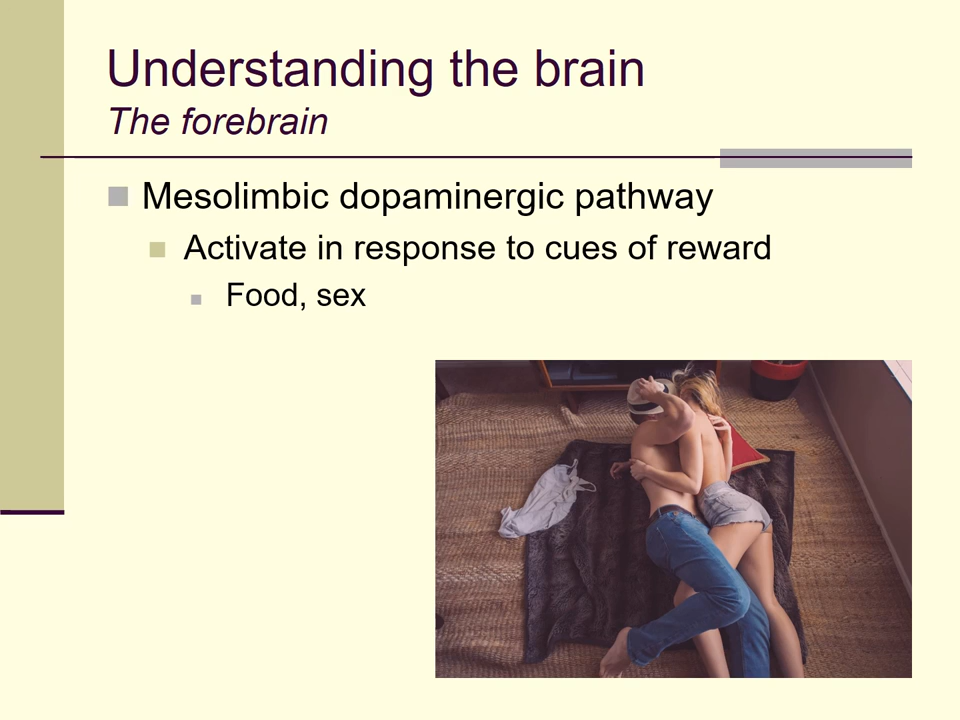 Understanding the brain
The forebrain
Mesolimbic dopaminergic pathway
Activate in response to cues of reward
Food, sex